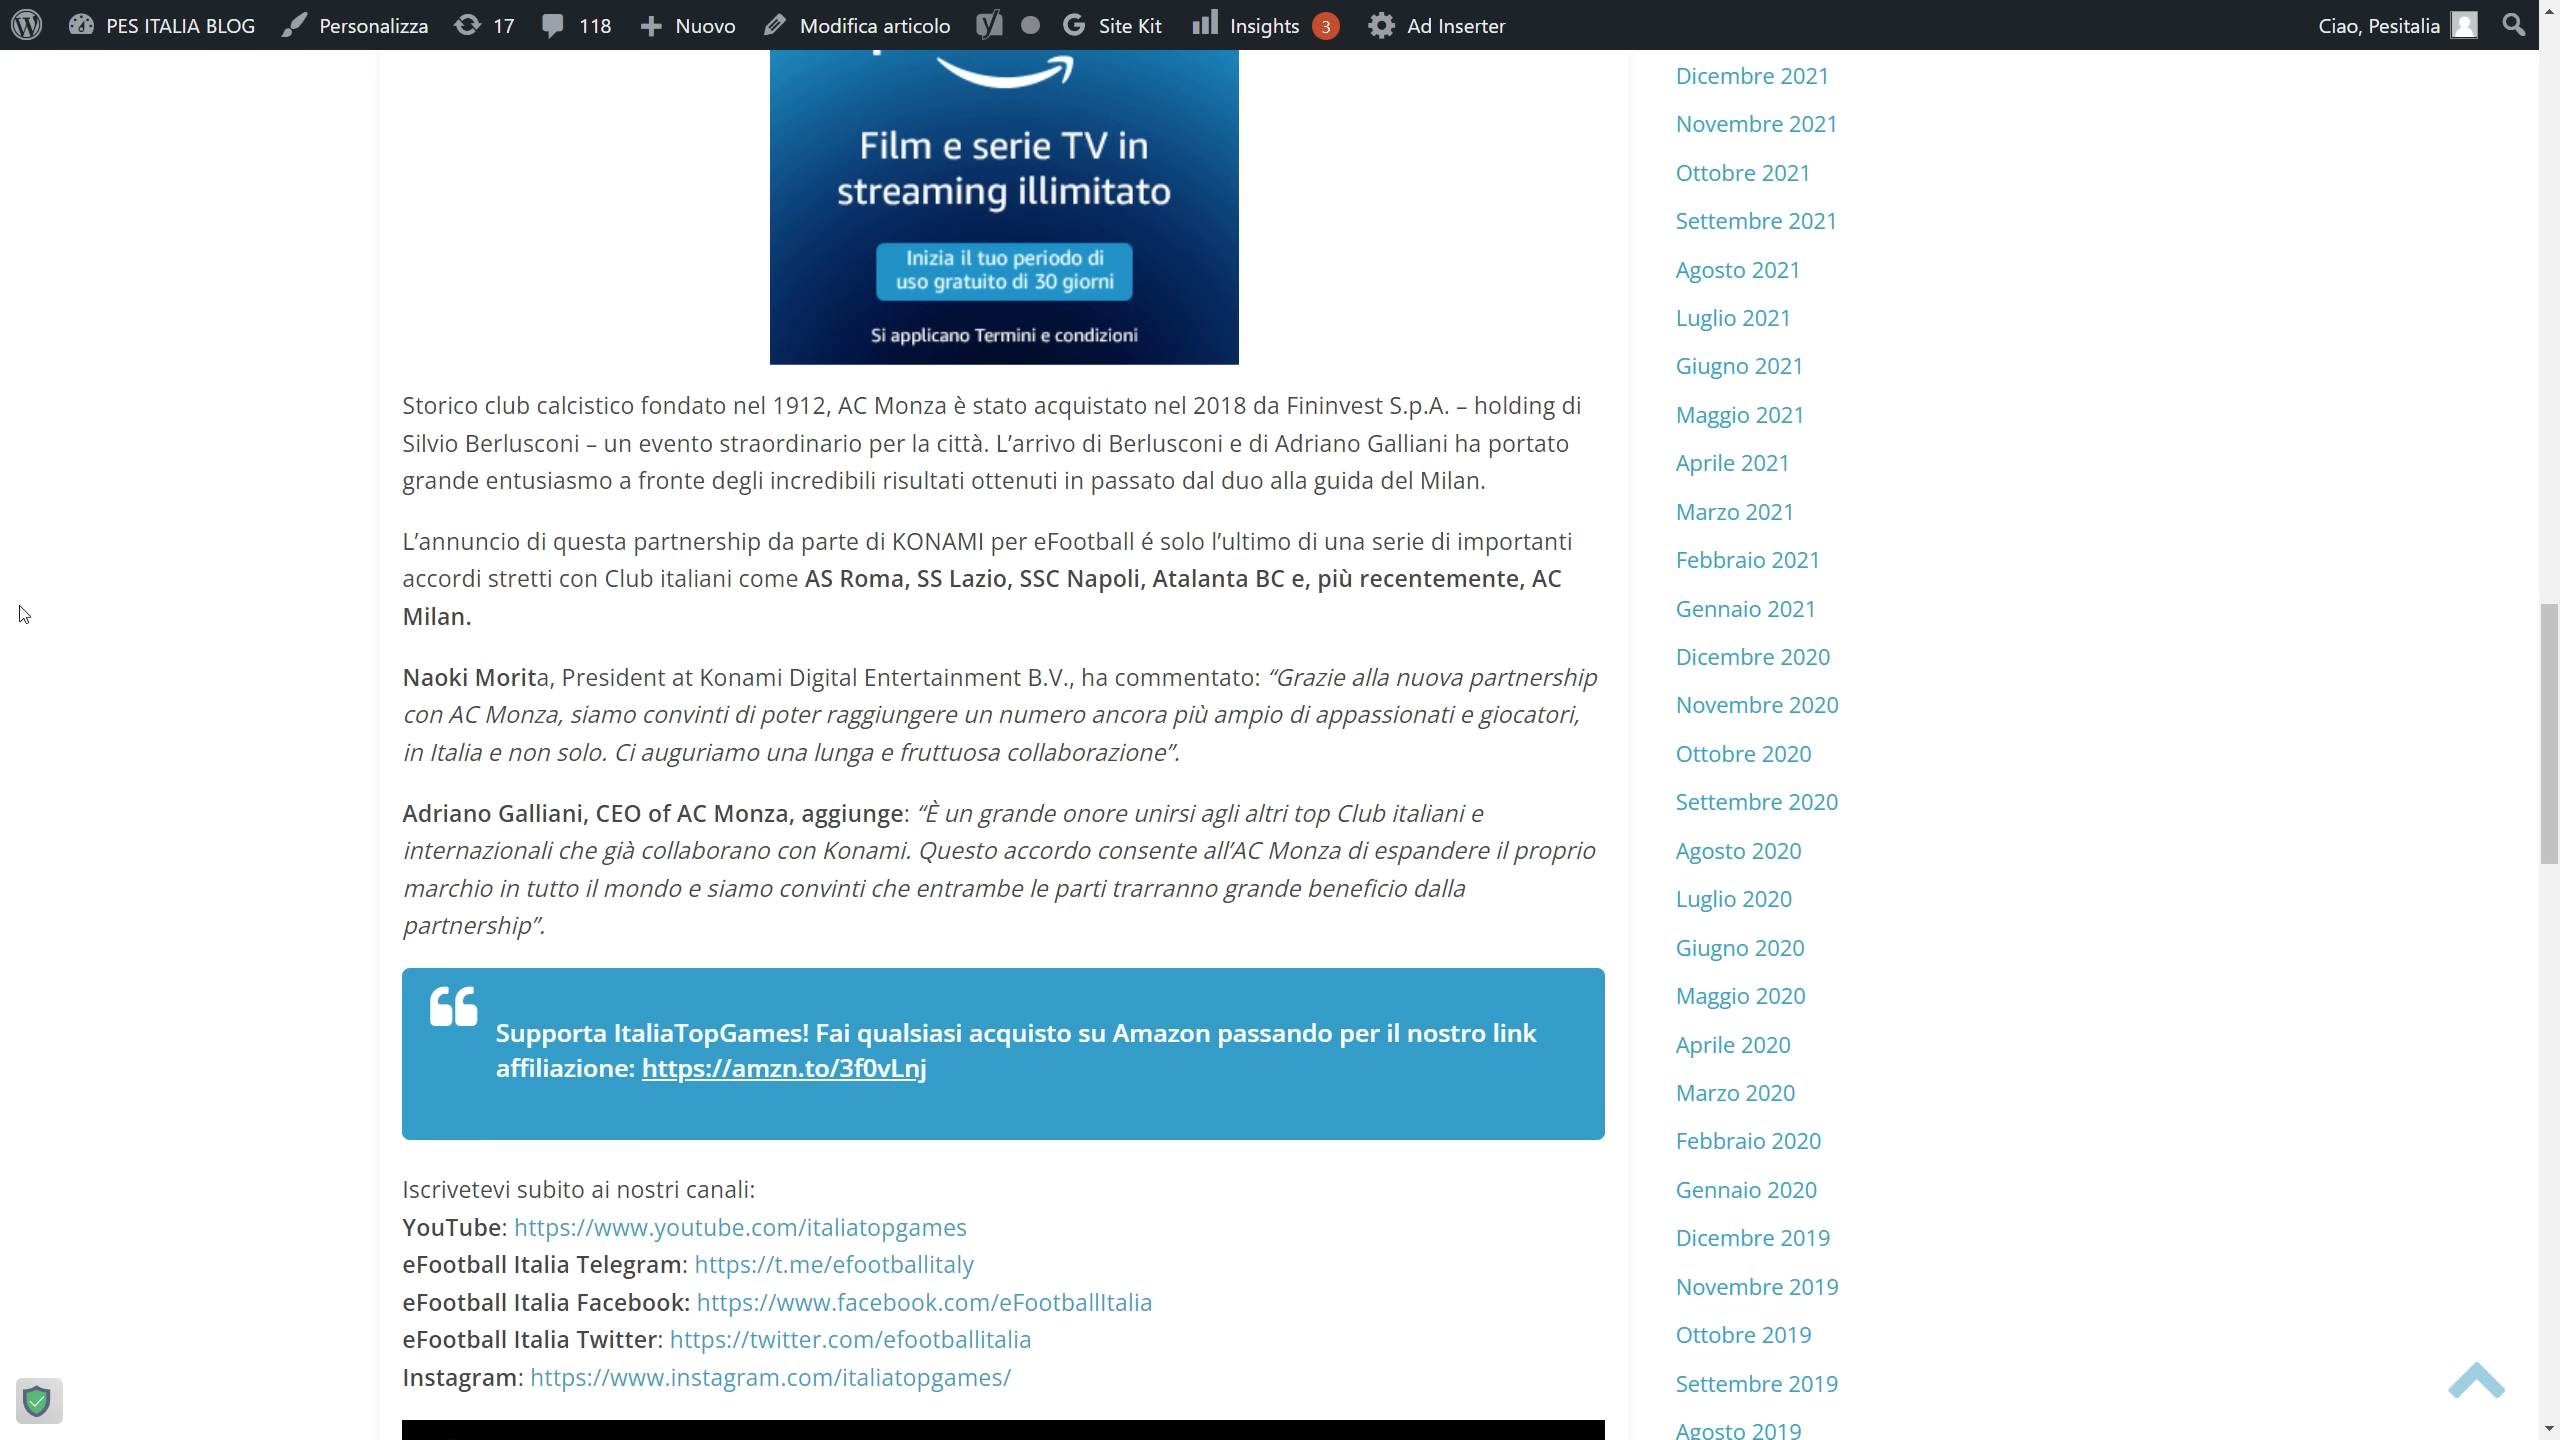 PES ITALIA BLOG Personalizza 17 118 Nuovo Modifica articolo Site Kit Insights 3 Ad Inserter Ciao, Pesitalia
Film e serie TV in
streaming illimitato
Inizia il tuo periodo di
uso gratuito di 30 giorni
Si applicano Termini e condizioni
Storico club calcistico fondato nel 1912, AC Monza è stato acquistato nel 2018 da Fininvest S.p.A. – holding di
Silvio Berlusconi – un evento straordinario per la città. L’arrivo di Berlusconi e di Adriano Galliani ha portato
grande entusiasmo a fronte degli incredibili risultati ottenuti in passato dal duo alla guida del Milan.
L’annuncio di questa partnership da parte di KONAMI per eFootball é solo l’ultimo di una serie di importanti
accordi stretti con Club italiani come AS Roma, SS Lazio, SSC Napoli, Atalanta BC e, più recentemente, AC
Milan.
Naoki Morita, President at Konami Digital Entertainment B.V., ha commentato: “Grazie alla nuova partnership
con AC Monza, siamo convinti di poter raggiungere un numero ancora più ampio di appassionati e giocatori,
in Italia e non solo. Ci auguriamo una lunga e fruttuosa collaborazione”.
Adriano Galliani, CEO of AC Monza, aggiunge: “È un grande onore unirsi agli altri top Club italiani e
internazionali che già collaborano con Konami. Questo accordo consente all’AC Monza di espandere il proprio
marchio in tutto il mondo e siamo convinti che entrambe le parti trarranno grande beneficio dalla
partnership”.
Supporta ItaliaTopGames! Fai qualsiasi acquisto su Amazon passando per il nostro link
affiliazione: https://amzn.to/3f0vLnj
Iscrivetevi subito ai nostri canali:
YouTube: https://www.youtube.com/italiatopgames
eFootball Italia Telegram: https://t.me/efootballitaly
eFootball Italia Facebook: https://www.facebook.com/eFootballItalia
eFootball Italia Twitter: https://twitter.com/efootballitalia
Instagram: https://www.instagram.com/italiatopgames/
Dicembre 2021
Novembre 2021
Ottobre 2021
Settembre 2021
Agosto 2021
Luglio 2021
Giugno 2021
Maggio 2021
Aprile 2021
Marzo 2021
Febbraio 2021
Gennaio 2021
Dicembre 2020
Novembre 2020
Ottobre 2020
Settembre 2020
Agosto 2020
Luglio 2020
Giugno 2020
Maggio 2020
Aprile 2020
Marzo 2020
Febbraio 2020
Gennaio 2020
Dicembre 2019
Novembre 2019
Ottobre 2019
Settembre 2019
Agosto 2019